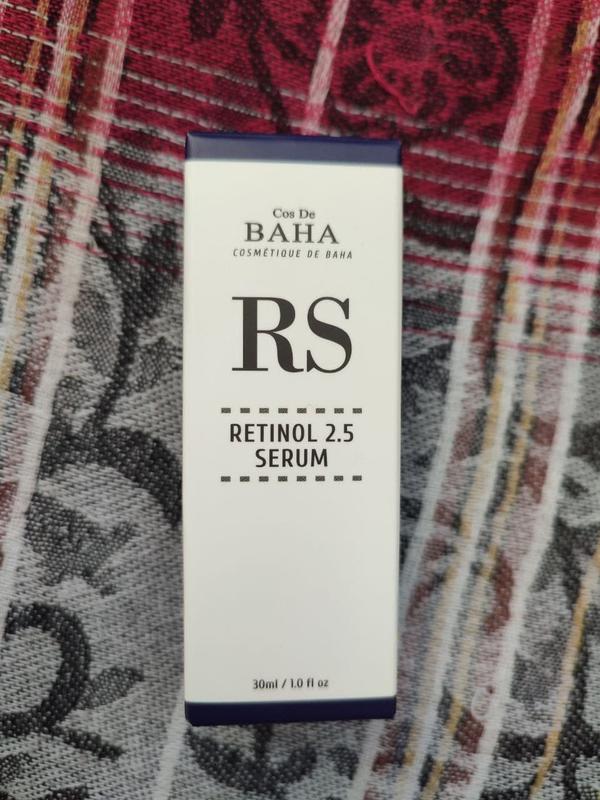 Cos De
BAHA
COSMÉTIQUE DE BAHA
RS
RETINOL 2.5
SERUM
30ml / 1.0 fl oz